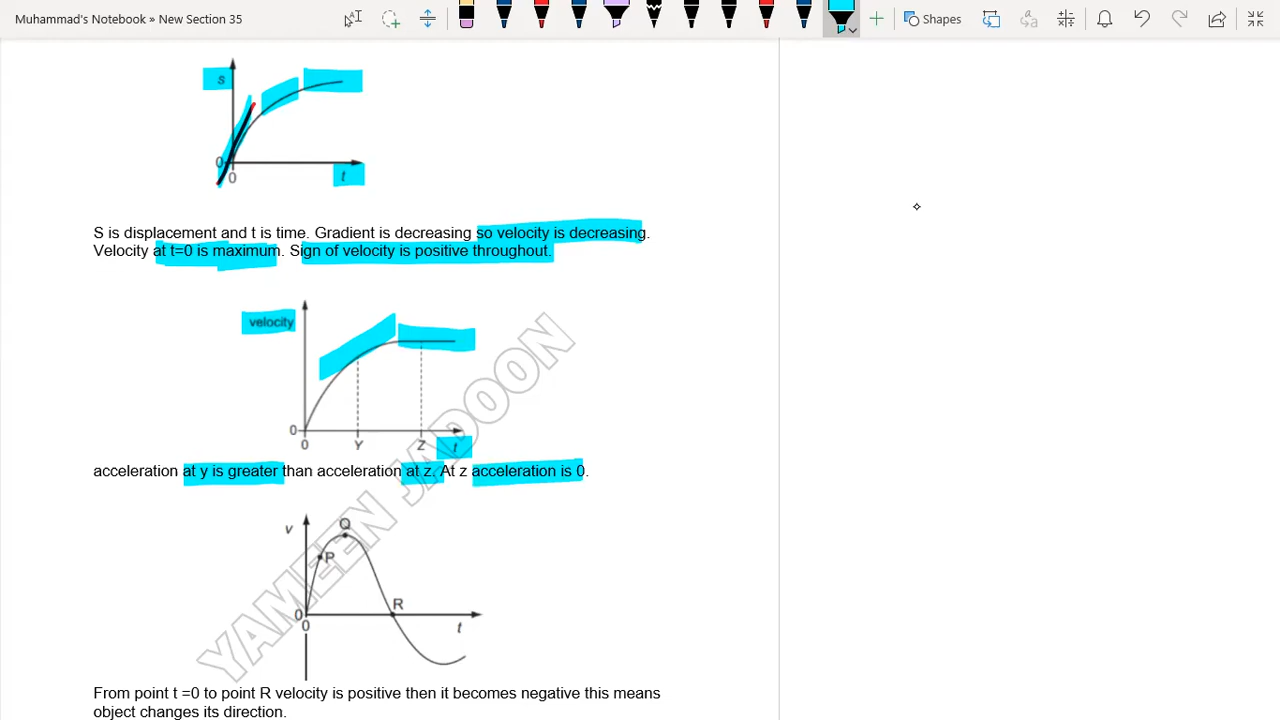 Muhammad's Notebook » New Section 35
Shapes
s
0
0
t
S is displacement and t is time. Gradient is decreasing so velocity is decreasing.
Velocity at t=0 is maximum. Sign of velocity is positive throughout.
velocity
0
0 Y Z t
acceleration at y is greater than acceleration at z. At z acceleration is 0.
v
Q
P
R
0
0
t
YAMEEN JADOON
From point t =0 to point R velocity is positive then it becomes negative this means
object changes its direction.